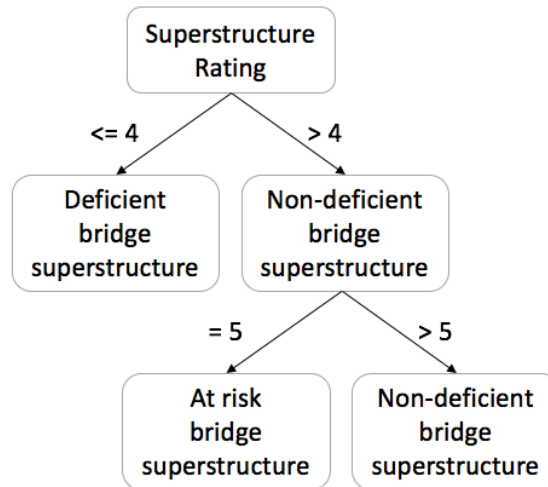 Superstructure
Rating
<= 4
> 4
Deficient
bridge
superstructure
Non-deficient
bridge
superstructure
= 5
> 5
At risk
bridge
superstructure
Non-deficient
bridge
superstructure